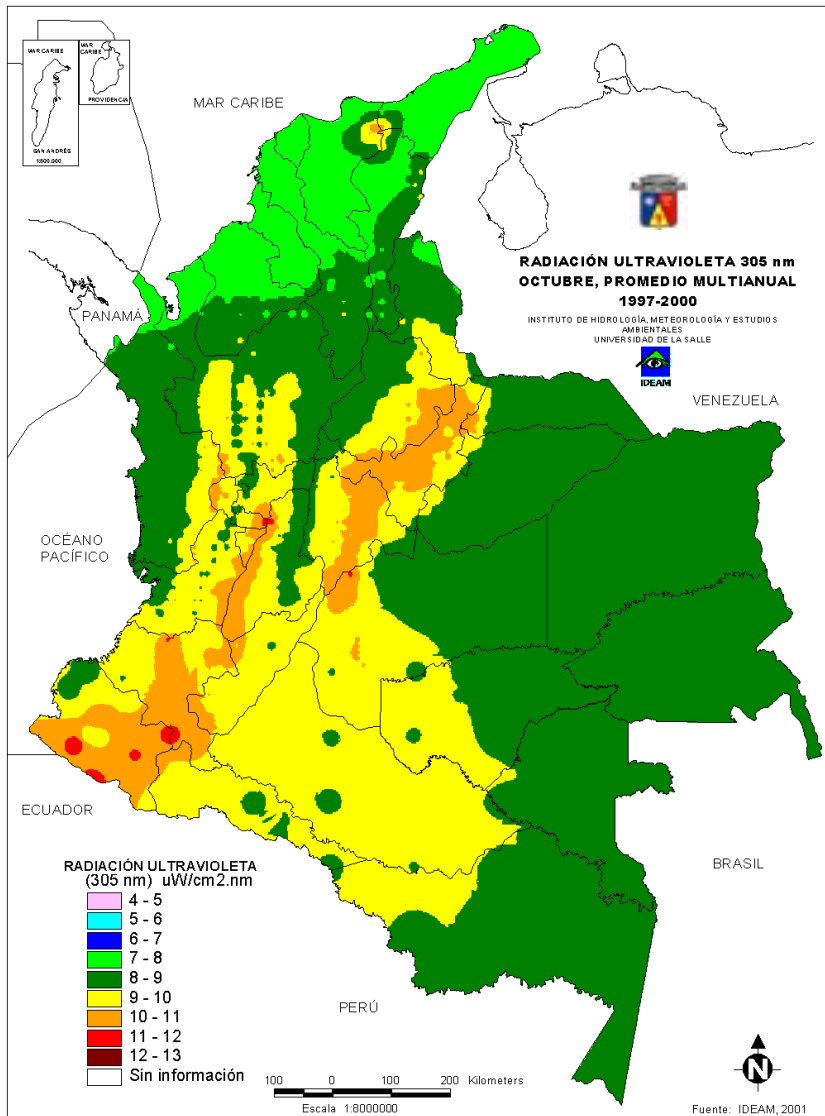 MAR CARIBE
MAR
CARIBE
PROVIDENCIA
SAN ANDRÉS
1:800.000
MAR CARIBE
RADIACIÓN ULTRAVIOLETA 305 nm
OCTUBRE, PROMEDIO MULTIANUAL
1997-2000
INSTITUTO DE HIDROLOGÍA, METEOROLOGÍA Y ESTUDIOS
AMBIENTALES
UNIVERSIDAD DE LA SALLE
IDEAM
PANAMÁ
VENEZUELA
OCÉANO
PACÍFICO
ECUADOR
BRASIL
PERÚ
RADIACIÓN ULTRAVIOLETA
(305 nm) uW/cm2.nm
4 - 5
5 - 6
6 - 7
7 - 8
8 - 9
9 - 10
10 - 11
11 - 12
12 - 13
Sin información
100 0 100 200 Kilometers
Escala 1:8000000
N
Fuente: IDEAM, 2001